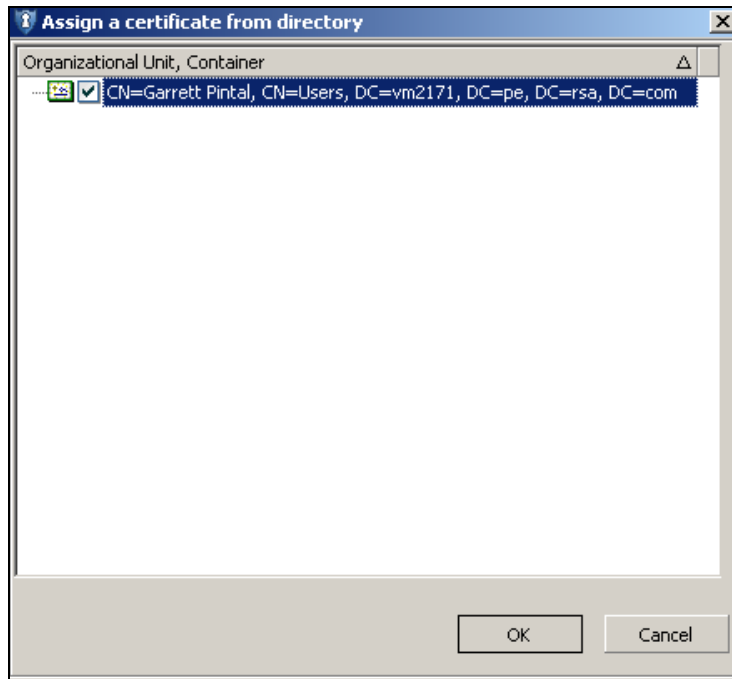 Assign a certificate from directory
Organizational Unit, Container
CN=Garrett Pintal, CN=Users, DC=vm2171, DC=pe, DC=rsa, DC=com
OK Cancel